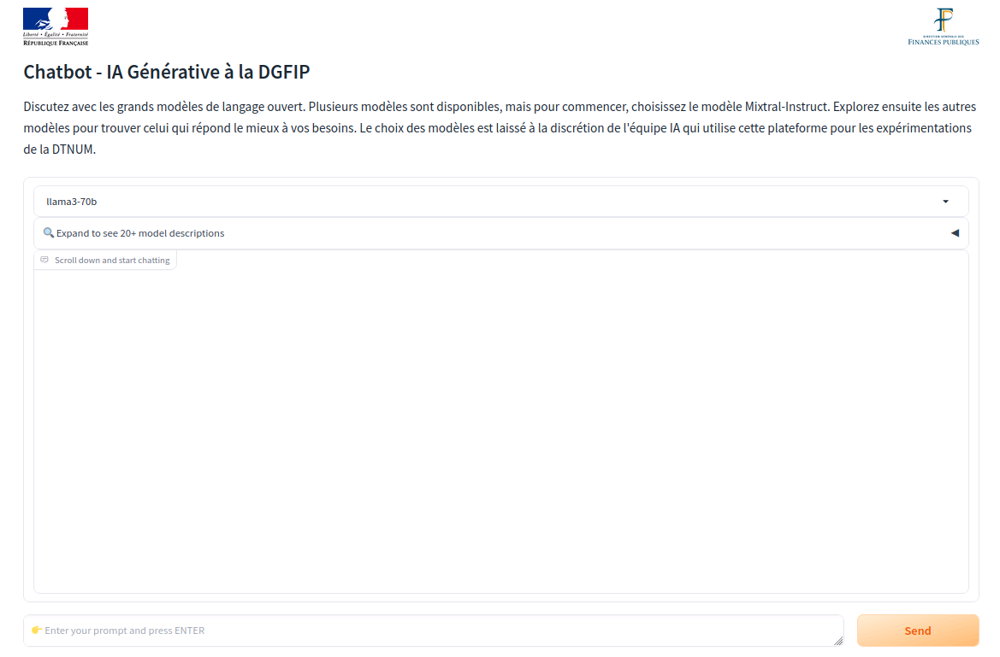 Liberté • Égalité • Fraternité
RÉPUBLIQUE FRANÇAISE
DIRECTION GÉNÉRALE DES
FINANCES PUBLIQUES
Chatbot - IA Générative à la DGFIP
Discutez avec les grands modèles de langage ouvert. Plusieurs modèles sont disponibles, mais pour commencer, choisissez le modèle Mixtral-Instruct. Explorez ensuite les autres
modèles pour trouver celui qui répond le mieux à vos besoins. Le choix des modèles est laissé à la discrétion de l'équipe IA qui utilise cette plateforme pour les expérimentations
de la DTNUM.
llama3-70b
🔍 Expand to see 20+ model descriptions
Scroll down and start chatting
👉 Enter your prompt and press ENTER
Send